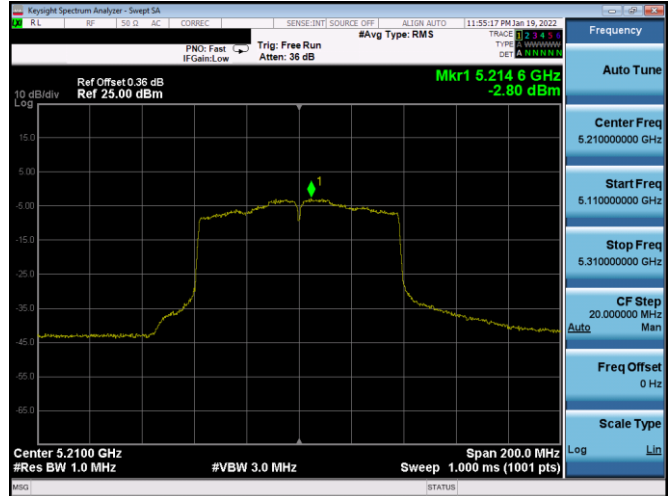 Keysight Spectrum Analyzer - Swept SA
RL RF 50 Ω AC CORREC SENSE:INT SOURCE OFF ALIGN AUTO 11:55:17 PM Jan 19, 2022
#Avg Type: RMS
TRACE 1 2 3 4 5 6
PNO: Fast Trig: Free Run
TYPE A WWWWW
IFGain:Low Atten: 36 dB
DET A N N N N N
Mkr1 5.214 6 GHz
-2.80 dBm
Ref Offset 0.36 dB
10 dB/div Ref 25.00 dBm
Log
15.0
5.00
-5.00
-15.0
-25.0
-35.0
-45.0
-55.0
-65.0
1
Center 5.2100 GHz Span 200.0 MHz
#Res BW 1.0 MHz #VBW 3.0 MHz Sweep 1.000 ms (1001 pts)
MSG STATUS
Frequency
Auto Tune
Center Freq
5.210000000 GHz
Start Freq
5.110000000 GHz
Stop Freq
5.310000000 GHz
CF Step
20.000000 MHz
Auto Man
Freq Offset
0 Hz
Scale Type
Log Lin